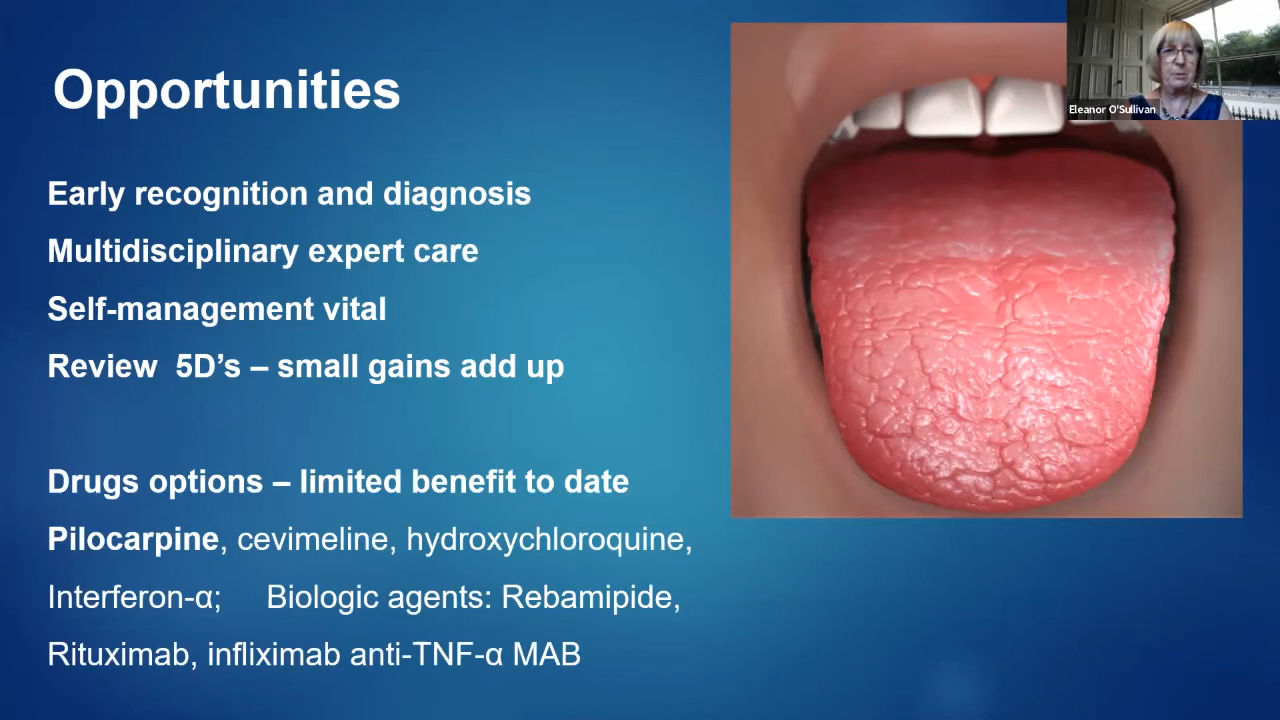 Opportunities
Eleanor O'Sullivan
Early recognition and diagnosis
Multidisciplinary expert care
Self-management vital
Review  5D’s – small gains add up
Drugs options – limited benefit to date
Pilocarpine, cevimeline, hydroxychloroquine,
Interferon-α;     Biologic agents: Rebamipide,
Rituximab, infliximab anti-TNF-α MAB